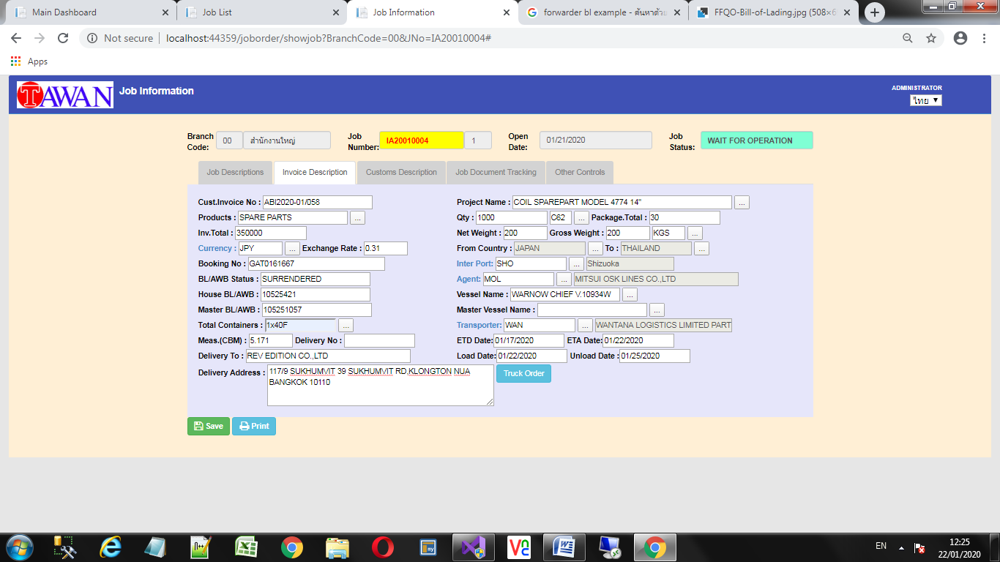 Main Dashboard
Job List
Job Information
forwarder bl example - ค้นหาด้วย
FFQO-Bill-of-Lading.jpg (508×6
Not secure | localhost:44359/joborder/showjob?BranchCode=00&JNo=IA20010004#
Apps
TAWAN Job Information
ADMINISTRATOR
ไทย
Branch Code: 00 สำนักงานใหญ่ Job Number: IA20010004 1 Open Date: 01/21/2020 Job Status: WAIT FOR OPERATION
Job Descriptions Invoice Description Customs Description Job Document Tracking Other Controls
Cust.Invoice No : ABI2020-01/058 Project Name : COIL SPAREPART MODEL 4774 14" ...
Products : SPARE PARTS ... Qty : 1000 C62 ... Package.Total : 30
Inv.Total : 350000 Net Weight : 200 Gross Weight : 200 KGS ...
Currency : JPY ... Exchange Rate : 0.31 From Country : JAPAN ... To : THAILAND ...
Booking No : GAT0161667 Inter Port: SHO ... Shizuoka
BL/AWB Status : SURRENDERED Agent: MOL ... MITSUI OSK LINES CO.,LTD
House BL/AWB : 10525421 Vessel Name : WARNOW CHIEF V.10934W ...
Master BL/AWB : 105251057 Master Vessel Name : ...
Total Containers : 1x40F ... Transporter: WAN ... WANTANA LOGISTICS LIMITED PART
Meas.(CBM) : 5.171 Delivery No : ETD Date: 01/17/2020 ETA Date: 01/22/2020
Delivery To : REV EDITION CO.,LTD Load Date: 01/22/2020 Unload Date : 01/25/2020
Delivery Address : 117/9 SUKHUMVIT 39 SUKHUMVIT RD,KLONGTON NUA Truck Order
BANGKOK 10110
Save Print
EN 12:25
22/01/2020